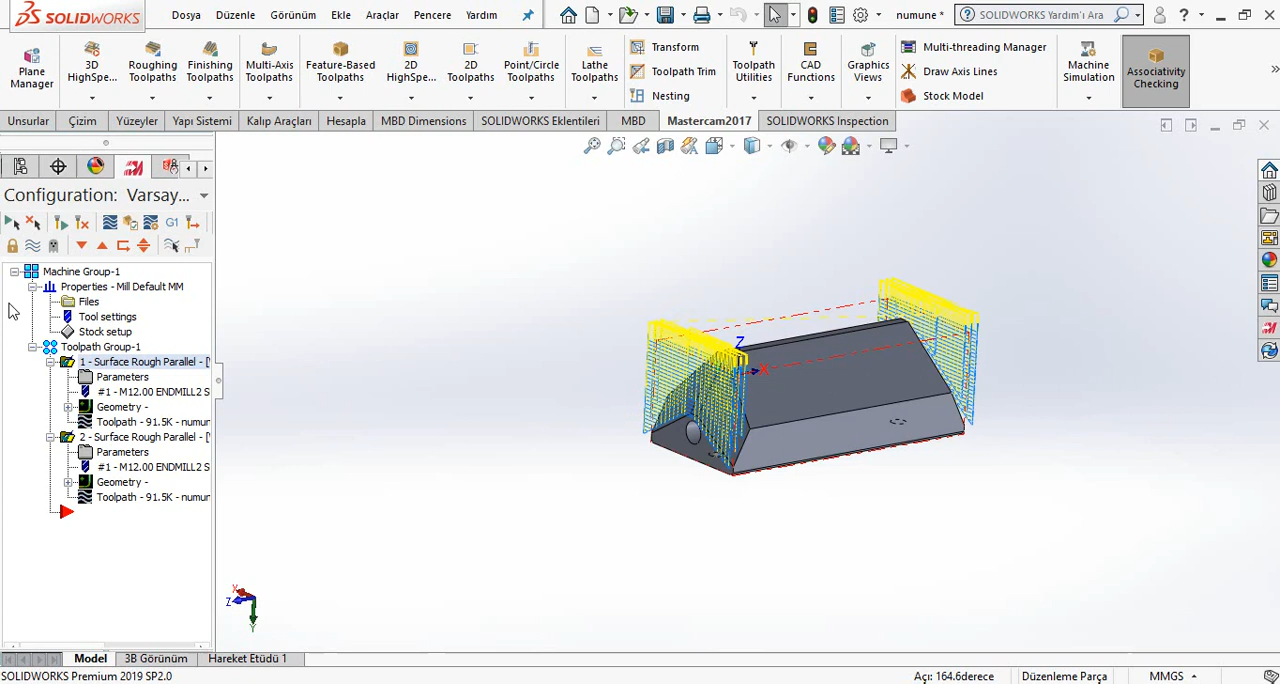 SOLIDWORKS
Dosya Düzenle Görünüm Ekle Araçlar Pencere Yardım
numune *
SOLIDWORKS Yardım'ı Ara
?
Plane Manager
3D HighSpe...
Roughing Toolpaths
Finishing Toolpaths
Multi-Axis Toolpaths
Feature-Based Toolpaths
2D HighSpe...
2D Toolpaths
Point/Circle Toolpaths
Lathe Toolpaths
Transform
Toolpath Trim
Nesting
Toolpath Utilities
CAD Functions
Graphics Views
Multi-threading Manager
Draw Axis Lines
Stock Model
Machine Simulation
Associativity Checking
Unsurlar Çizim Yüzeyler Yapı Sistemi Kalıp Araçları Hesapla MBD Dimensions SOLIDWORKS Eklentileri MBD Mastercam2017 SOLIDWORKS Inspection
Configuration: Varsay...
G1
Machine Group-1
Properties - Mill Default MM
Files
Tool settings
Stock setup
Toolpath Group-1
1 - Surface Rough Parallel - [
Parameters
#1 - M12.00 ENDMILL2 S
Geometry -
Toolpath - 91.5K - numun
2 - Surface Rough Parallel - [
Parameters
#1 - M12.00 ENDMILL2 S
Geometry -
Toolpath - 91.5K - numun
Z
X
X
Z
Y
Model 3B Görünüm Hareket Etüdü 1
SOLIDWORKS Premium 2019 SP2.0
Açı: 164.6derece Düzenleme Parça MMGS